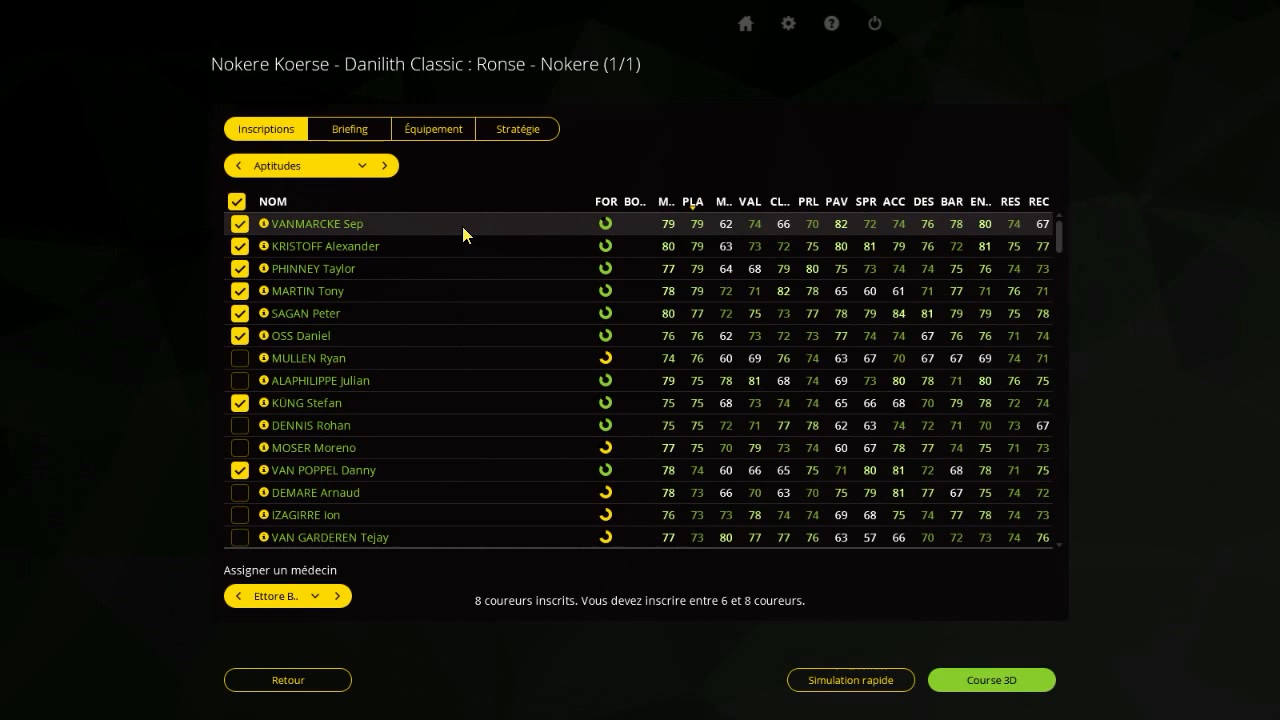 Nokere Koerse - Danilith Classic : Ronse - Nokere (1/1)
Inscriptions Briefing Équipement Stratégie
Aptitudes
NOM FOR BO.. M.. PLA M.. VAL CL.. PRL PAV SPR ACC DES BAR EN.. RES REC
VANMARCKE Sep 79 79 62 74 66 70 82 72 74 76 78 80 74 67
KRISTOFF Alexander 80 79 63 73 72 75 80 81 79 76 72 81 75 77
PHINNEY Taylor 77 79 64 68 79 80 75 73 74 74 75 76 74 73
MARTIN Tony 78 79 72 71 82 78 65 60 61 71 77 71 76 71
SAGAN Peter 80 77 72 75 73 77 78 79 84 81 79 79 75 78
OSS Daniel 76 76 62 73 72 73 77 74 74 67 76 76 71 74
MULLEN Ryan 74 76 60 69 76 74 63 67 70 67 67 69 74 71
ALAPHILIPPE Julian 79 75 78 81 68 74 69 73 80 78 71 80 76 75
KÜNG Stefan 75 75 68 73 74 74 65 66 68 70 79 78 72 74
DENNIS Rohan 75 75 72 71 77 78 62 63 74 72 71 70 73 67
MOSER Moreno 77 75 70 79 73 74 60 67 78 77 74 75 71 73
VAN POPPEL Danny 78 74 60 66 65 75 71 80 81 72 68 78 71 75
DEMARE Arnaud 78 73 66 70 63 70 75 79 81 77 67 75 74 72
IZAGIRRE Ion 76 73 73 78 74 74 69 68 75 74 77 78 74 73
VAN GARDEREN Tejay 77 73 80 77 77 76 63 57 66 70 72 73 74 76
Assigner un médecin
Ettore B..
8 coureurs inscrits. Vous devez inscrire entre 6 et 8 coureurs.
Retour Simulation rapide Course 3D